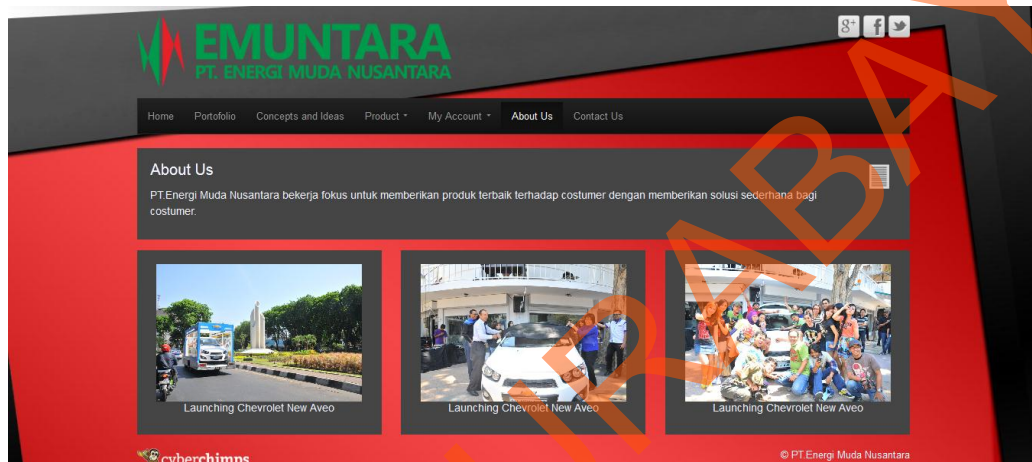 EMUNTARA
PT. ENERGI MUDA NUSANTARA
8+ f
Home Portofolio Concepts and Ideas Product My Account About Us Contact Us
About Us
PT.Energi Muda Nusantara bekerja fokus untuk memberikan produk terbaik terhadap costumer dengan memberikan solusi sederhana bagi
costumer.
Launching Chevrolet New Aveo Launching Chevrolet New Aveo Launching Chevrolet New Aveo
cyberchimps © PT.Energi Muda Nusantara
URABAY